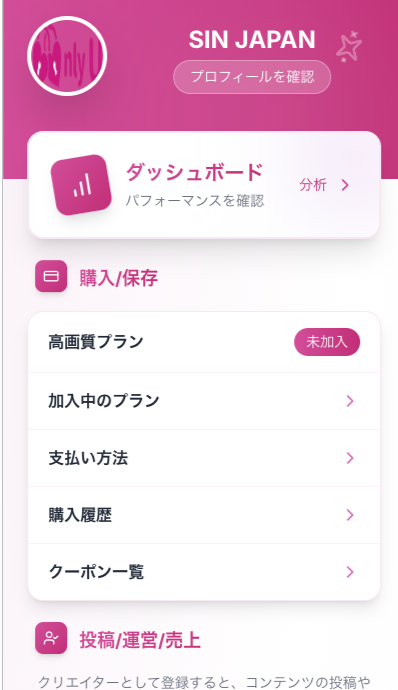 Only U
SIN JAPAN
プロフィールを確認
ダッシュボード
パフォーマンスを確認
分析
購入/保存
高画質プラン
未加入
加入中のプラン
支払い方法
購入履歴
クーポン一覧
投稿/運営/売上
クリエイターとして登録すると、コンテンツの投稿や